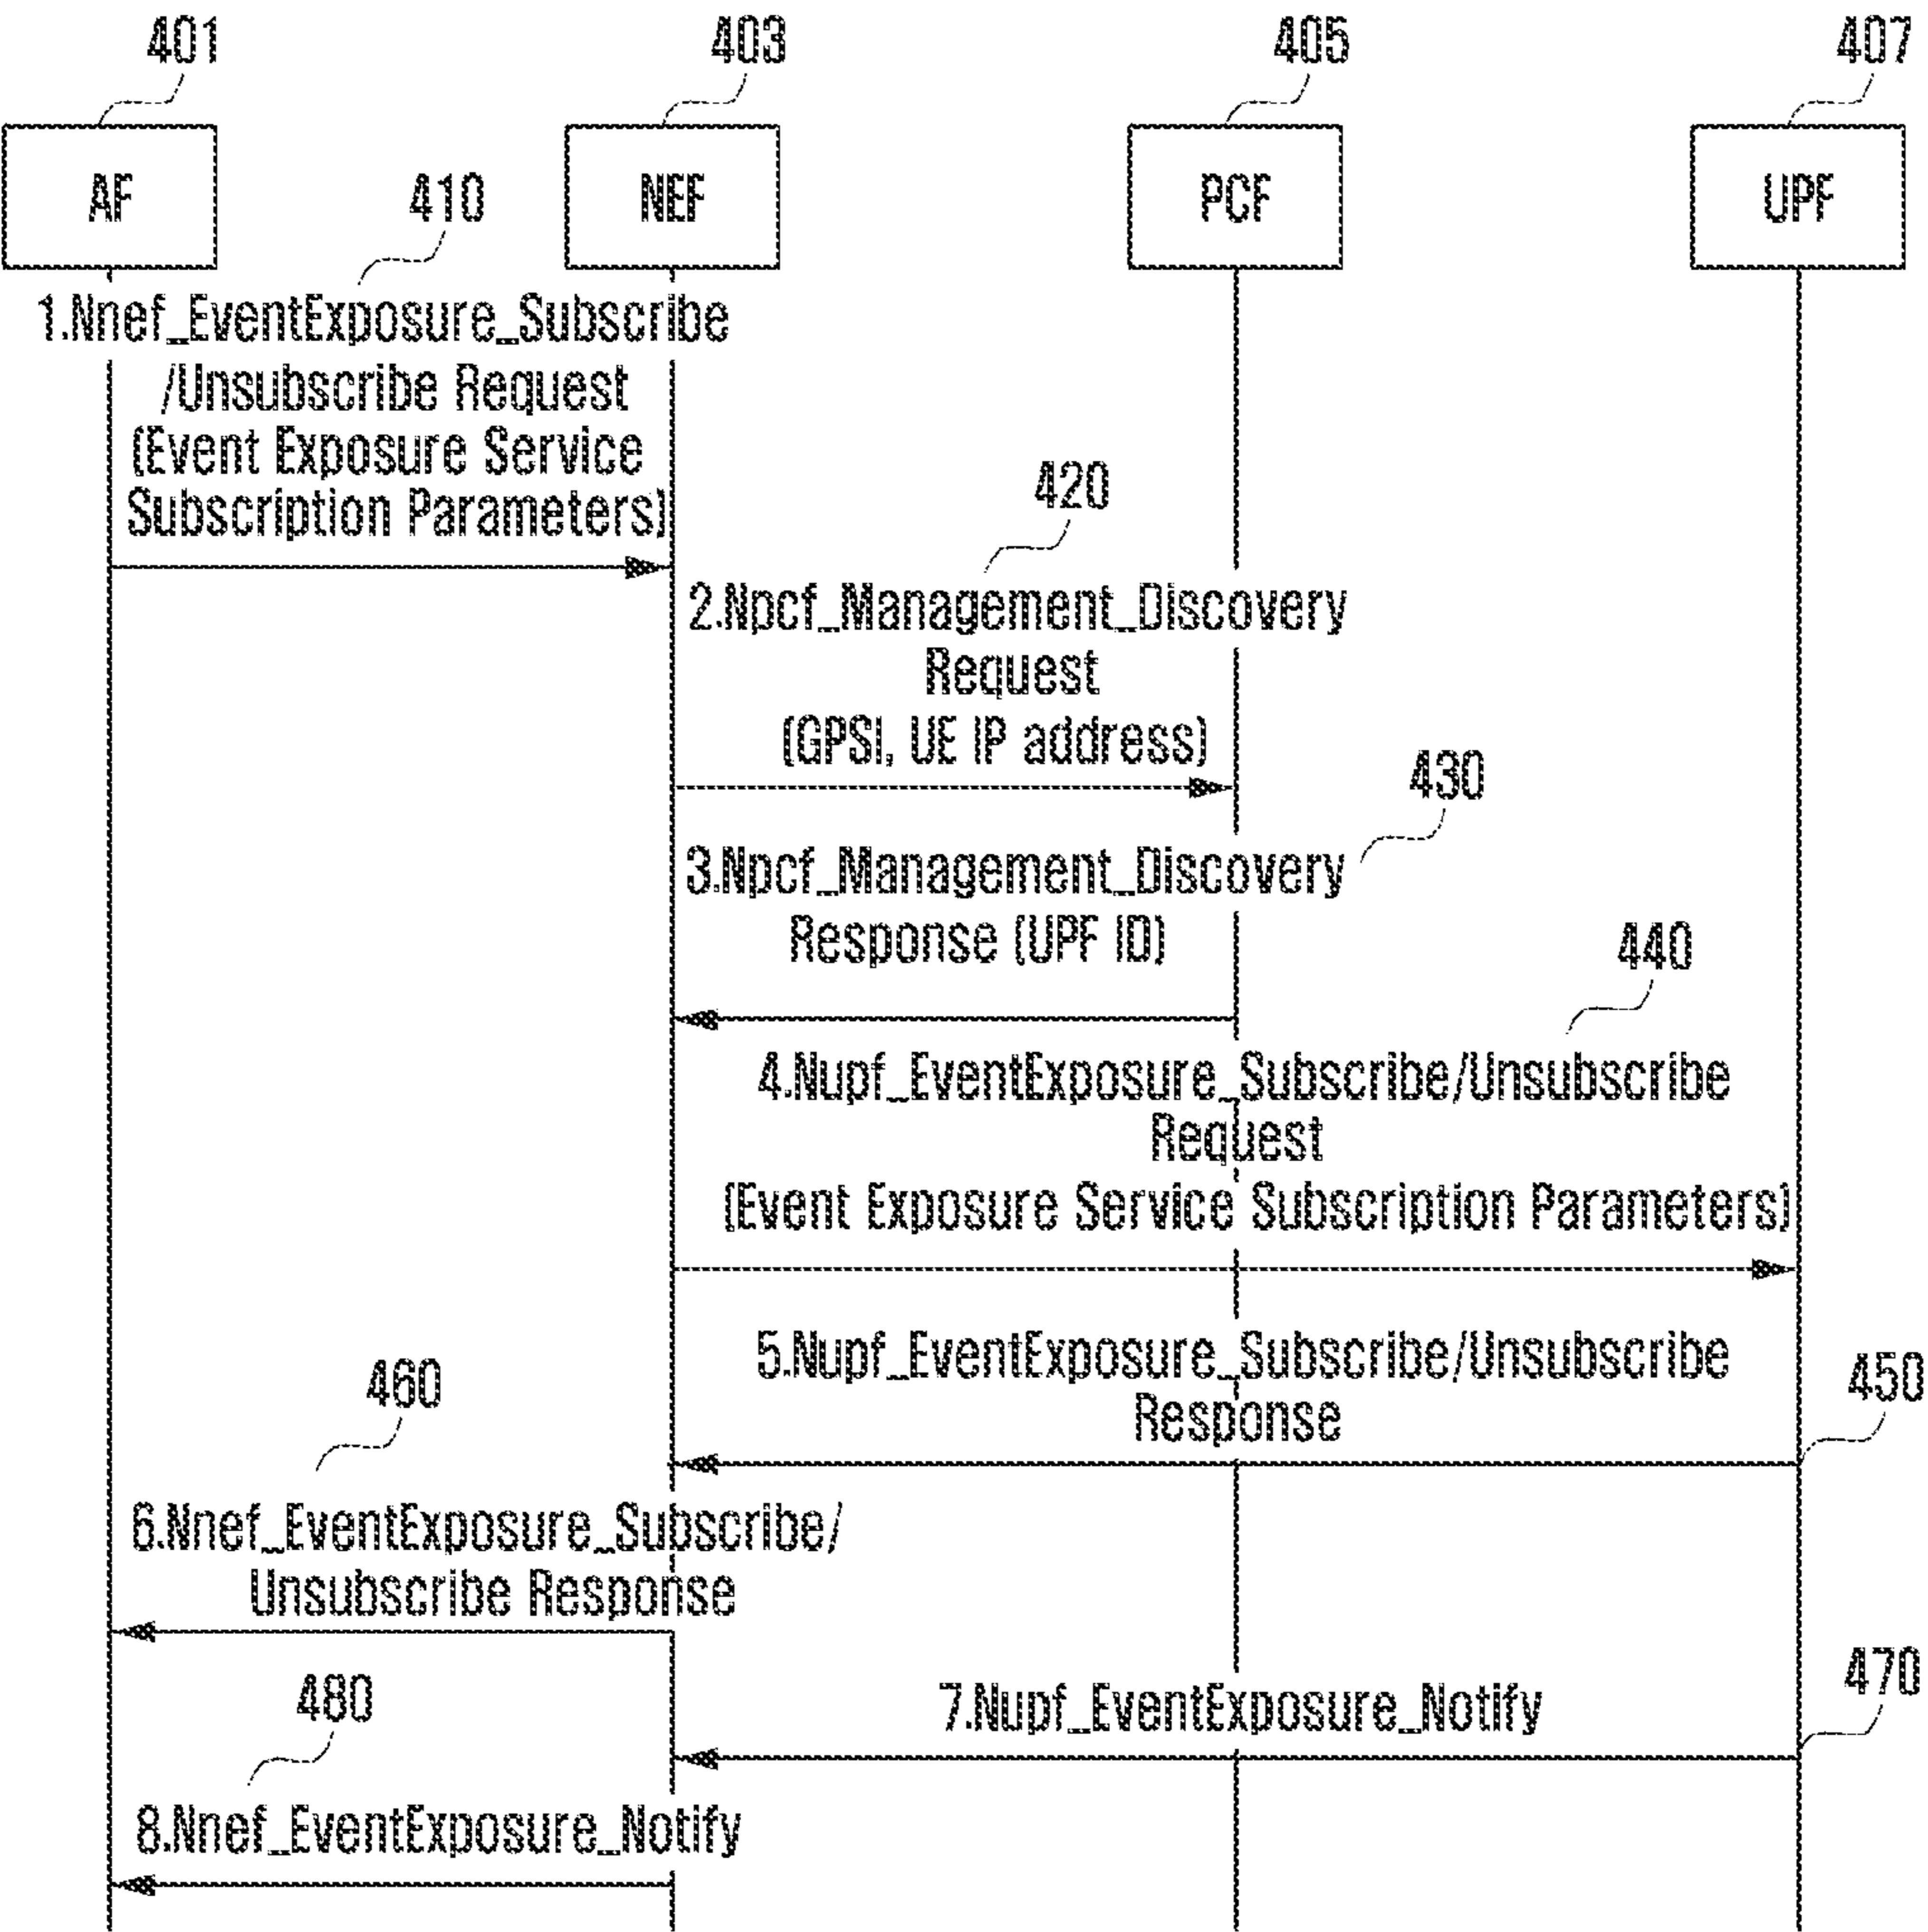 401
403
405
407
AF
NEF
PCF
UPF
410
1.Nnef_EventExposure_Subscribe
/Unsubscribe Request
(Event Exposure Service
Subscription Parameters)
420
2.Npcf_Management_Discovery
Request
(GPSI, UE IP address)
430
3.Npcf_Management_Discovery
Response (UPF ID)
440
4.Nupf_EventExposure_Subscribe/Unsubscribe
Request
(Event Exposure Service Subscription Parameters)
5.Nupf_EventExposure_Subscribe/Unsubscribe
Response
450
460
6.Nnef_EventExposure_Subscribe/
Unsubscribe Response
470
7.Nupf_EventExposure_Notify
480
8.Nnef_EventExposure_Notify